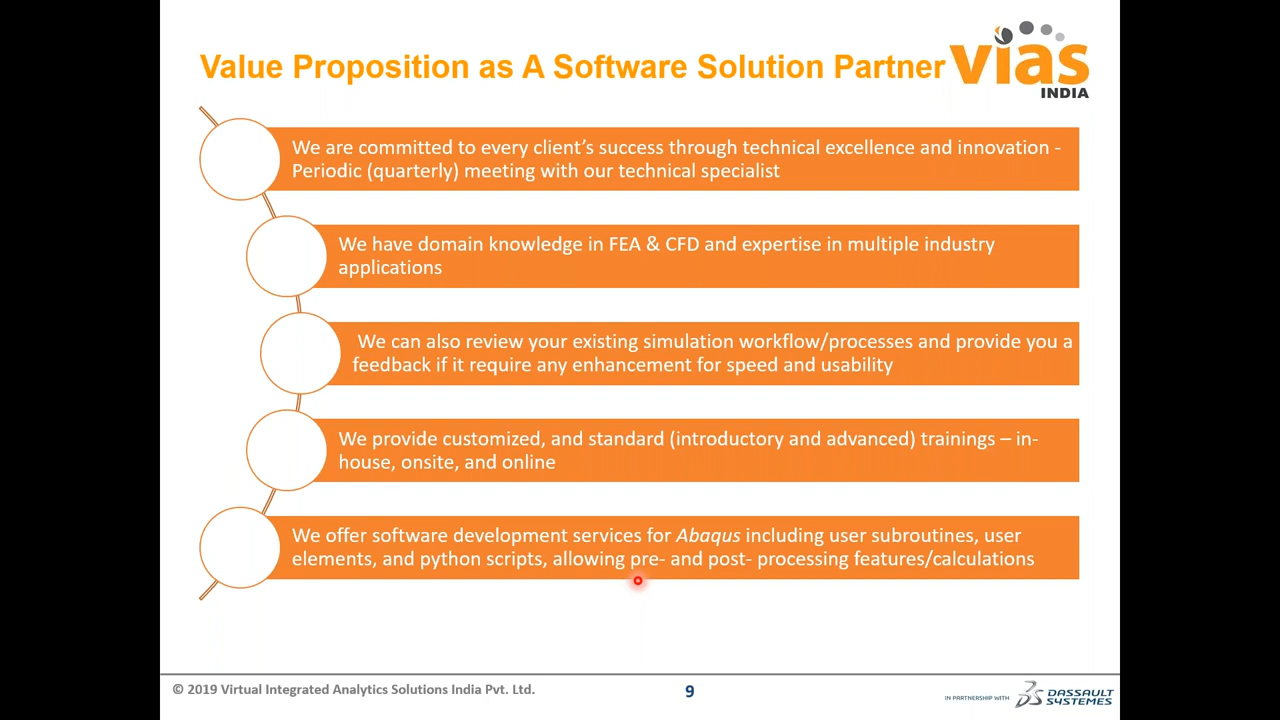 Value Proposition as A Software Solution Partner
vias
INDIA
We are committed to every client’s success through technical excellence and innovation -
Periodic (quarterly) meeting with our technical specialist
We have domain knowledge in FEA & CFD and expertise in multiple industry
applications
We can also review your existing simulation workflow/processes and provide you a
feedback if it require any enhancement for speed and usability
We provide customized, and standard (introductory and advanced) trainings – in-
house, onsite, and online
We offer software development services for Abaqus including user subroutines, user
elements, and python scripts, allowing pre- and post- processing features/calculations
© 2019 Virtual Integrated Analytics Solutions India Pvt. Ltd.
9
IN PARTNERSHIP WITH
DASSAULT
SYSTEMES